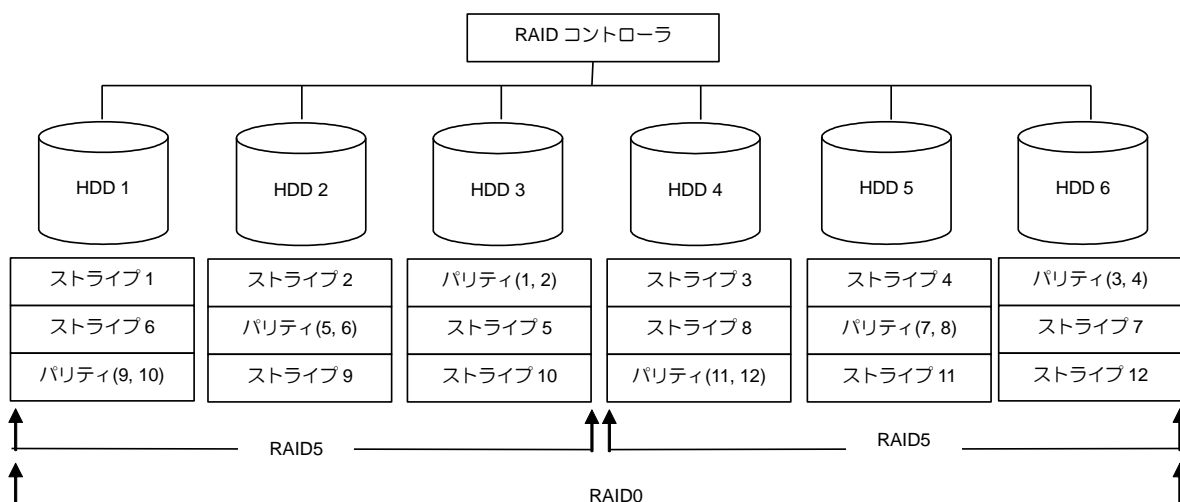 RAID コントローラ
HDD 1
HDD 2
HDD 3
HDD 4
HDD 5
HDD 6
ストライプ 1
ストライプ 2
パリティ(1, 2)
ストライプ 3
ストライプ 4
パリティ(3, 4)
ストライプ 6
パリティ(5, 6)
ストライプ 5
ストライプ 8
パリティ(7, 8)
ストライプ 7
パリティ(9, 10)
ストライプ 9
ストライプ 10
パリティ(11, 12)
ストライプ 11
ストライプ 12
RAID5
RAID5
RAID0